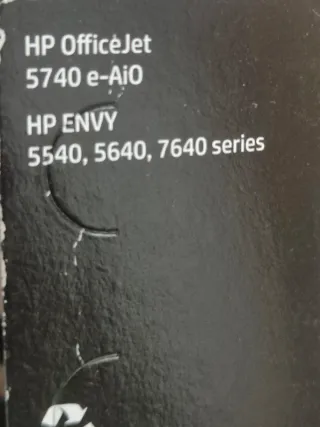 HP OfficeJet
5740 e-AiO
HP ENVY
5540, 5640, 7640 series